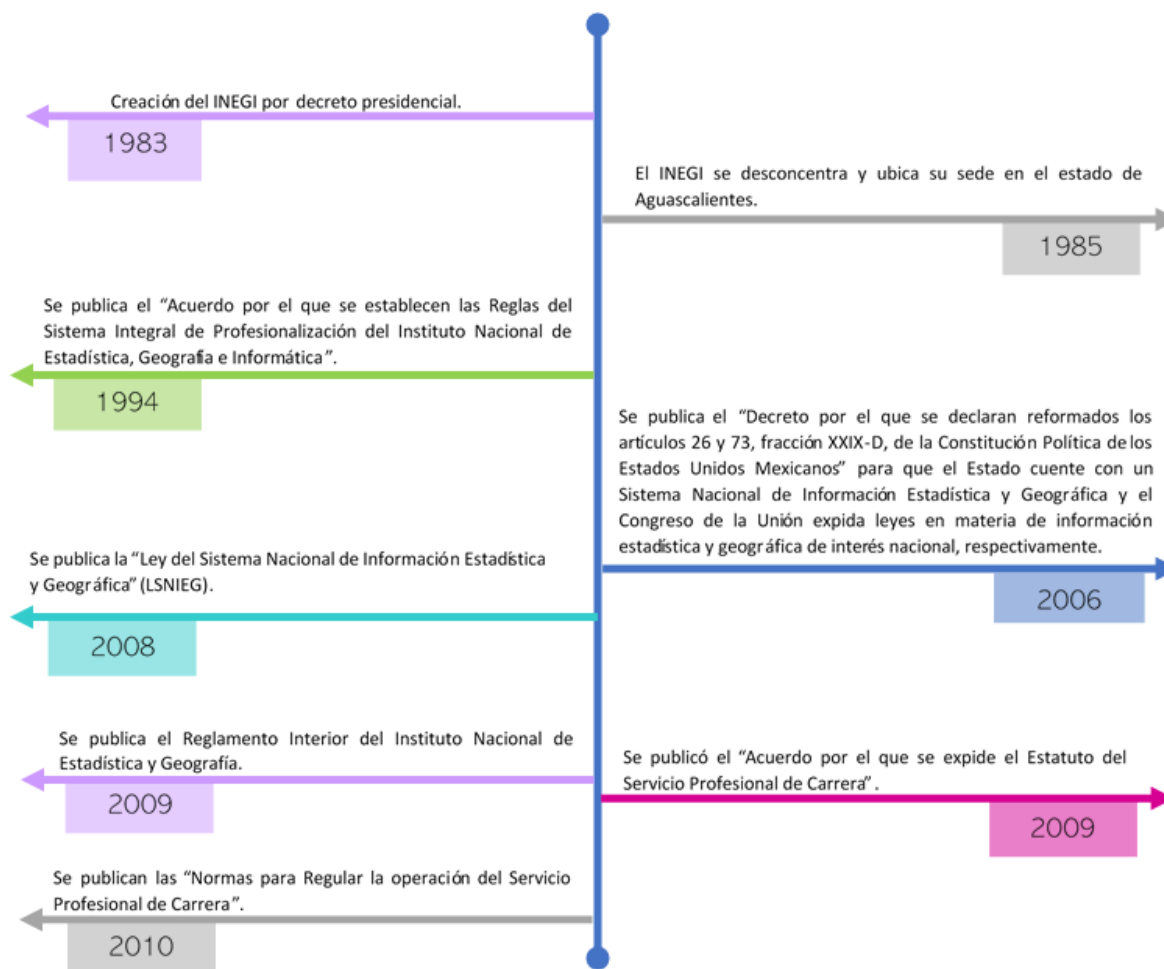 Creación del INEGI por decreto presidencial.
1983
El INEGI se desconcentra y ubica su sede en el estado de
Aguascalientes.
1985
Se publica el “Acuerdo por el que se establecen las Reglas del
Sistema Integral de Profesionalización del Instituto Nacional de
Estadística, Geografía e Informática”.
1994
Se publica el “Decreto por el que se declaran reformados los
artículos 26 y 73, fracción XXIX-D, de la Constitución Política de los
Estados Unidos Mexicanos” para que el Estado cuente con un
Sistema Nacional de Información Estadística y Geográfica y el
Congreso de la Unión expida leyes en materia de información
estadística y geográfica de interés nacional, respectivamente.
2006
Se publica la “Ley del Sistema Nacional de Información Estadística
y Geográfica” (LSNIEG).
2008
Se publica el Reglamento Interior del Instituto Nacional de
Estadística y Geografía.
2009
Se publicó el “Acuerdo por el que se expide el Estatuto del
Servicio Profesional de Carrera”.
2009
Se publican las “Normas para Regular la operación del Servicio
Profesional de Carrera”.
2010